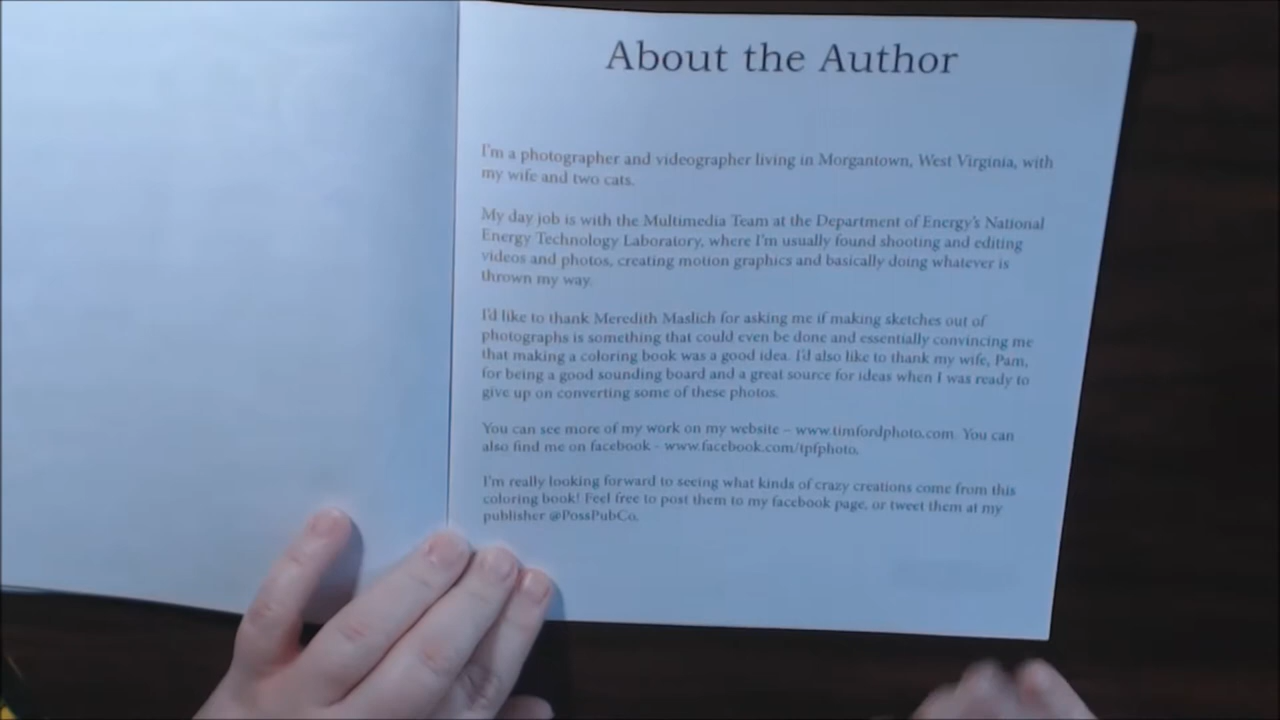 About the Author
I'm a photographer and videographer living in Morgantown, West Virginia, with
my wife and two cats.
My day job is with the Multimedia Team at the Department of Energy's National
Energy Technology Laboratory, where I'm usually found shooting and editing
videos and photos, creating motion graphics and basically doing whatever is
thrown my way.
I'd like to thank Meredith Maslich for asking me if making sketches out of
photographs is something that could even be done and essentially convincing me
that making a coloring book was a good idea. I'd also like to thank my wife, Pam,
for being a good sounding board and a great source for ideas when I was ready to
give up on converting some of these photos.
You can see more of my work on my website – www.timfordphoto.com. You can
also find me on facebook - www.facebook.com/tpfphoto.
I'm really looking forward to seeing what kinds of crazy creations come from this
coloring book! Feel free to post them to my facebook page, or tweet them at my
publisher @PossPubCo.